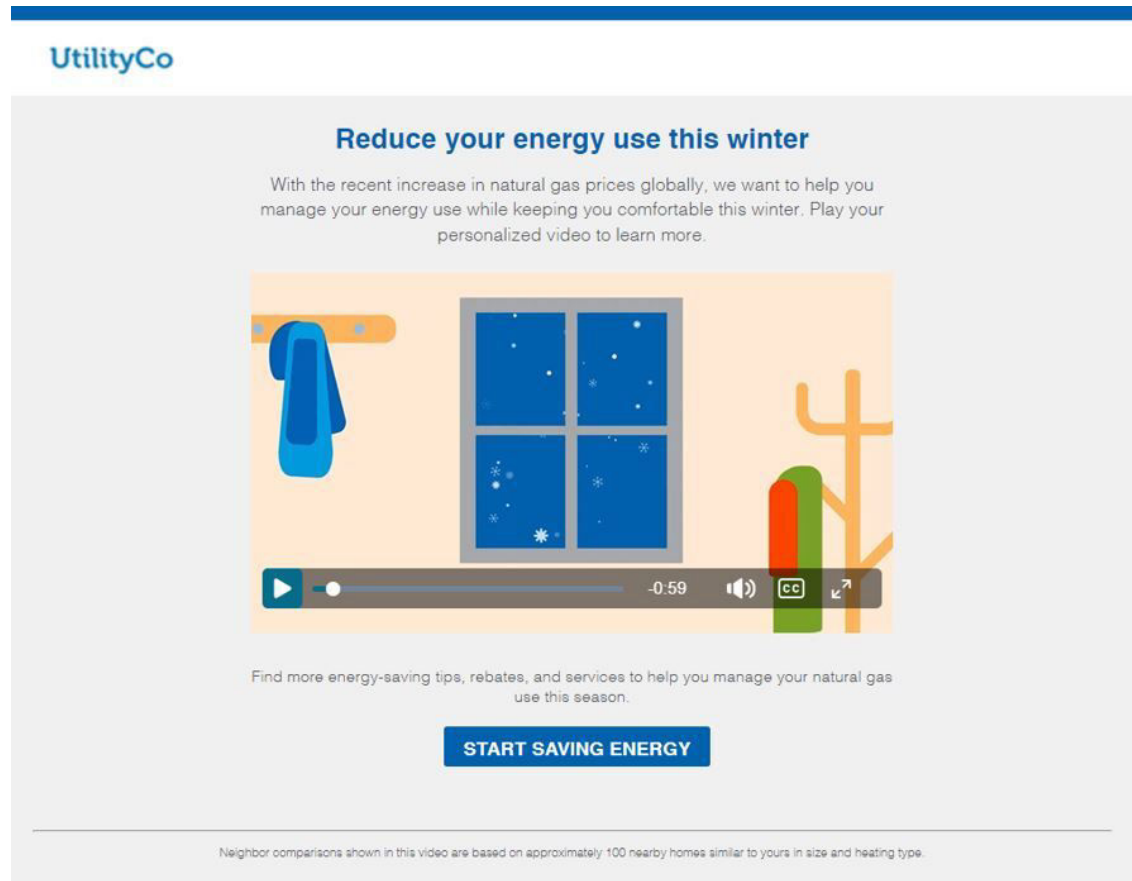 UtilityCo
Reduce your energy use this winter
With the recent increase in natural gas prices globally, we want to help you
manage your energy use while keeping you comfortable this winter. Play your
personalized video to learn more.
-0:59
CC
Find more energy-saving tips, rebates, and services to help you manage your natural gas
use this season.
START SAVING ENERGY
Neighbor comparisons shown in this video are based on approximately 100 nearby homes similar to yours in size and heating type.